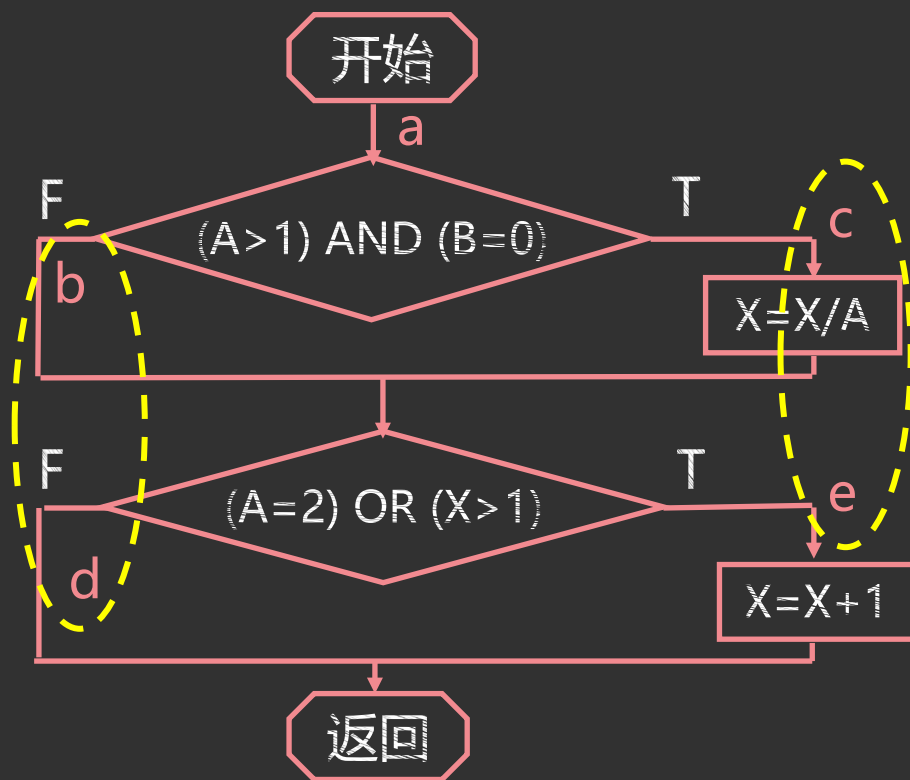 开始
a
F
T
c
(A>1) AND (B=0)
b
X=X/A
F
T
e
(A=2) OR (X>1)
d
X=X+1
返回